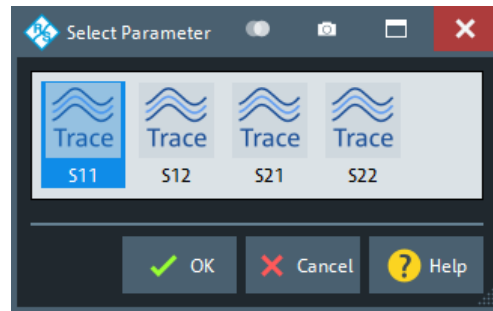 R&S Select Parameter
Trace Trace Trace Trace
S11 S12 S21 S22
OK Cancel ? Help